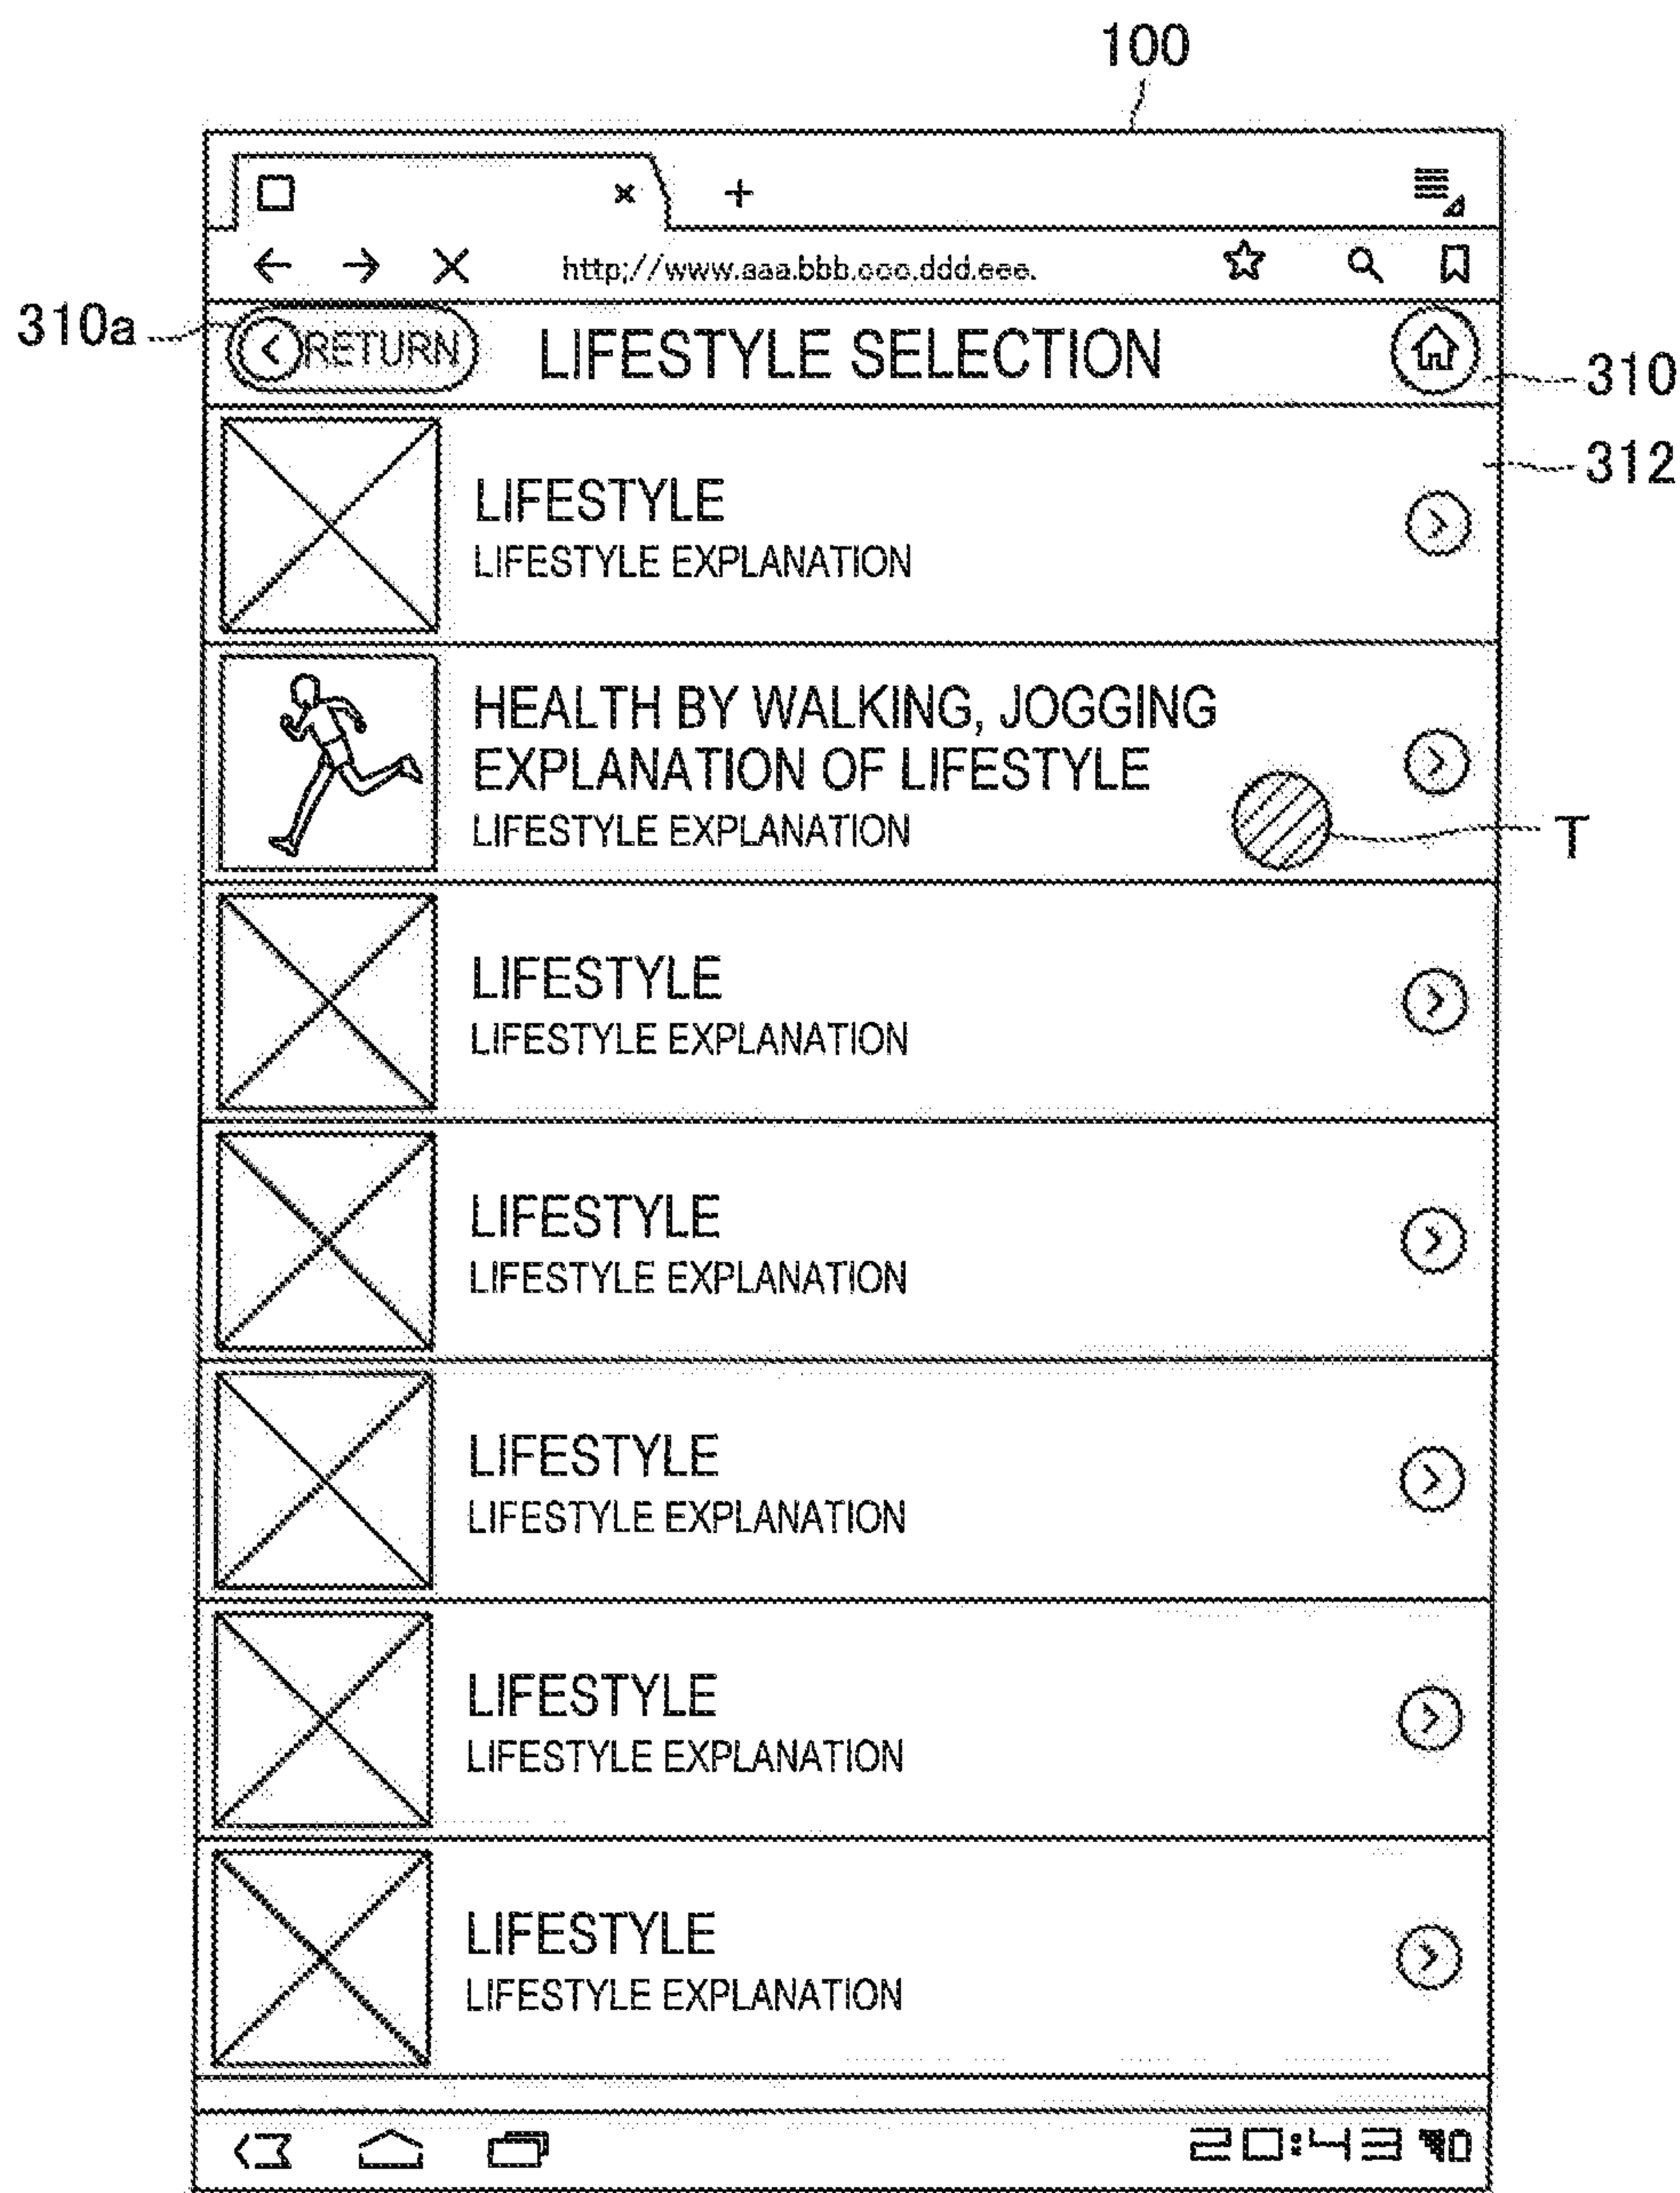 100
× +
http;//www.aaa.bbb.ccc.ddd.eee.
310a
RETURN
LIFESTYLE SELECTION
310
312
LIFESTYLE
LIFESTYLE EXPLANATION
HEALTH BY WALKING, JOGGING
EXPLANATION OF LIFESTYLE
LIFESTYLE EXPLANATION
T
LIFESTYLE
LIFESTYLE EXPLANATION
LIFESTYLE
LIFESTYLE EXPLANATION
LIFESTYLE
LIFESTYLE EXPLANATION
LIFESTYLE
LIFESTYLE EXPLANATION
LIFESTYLE
LIFESTYLE EXPLANATION
20:43